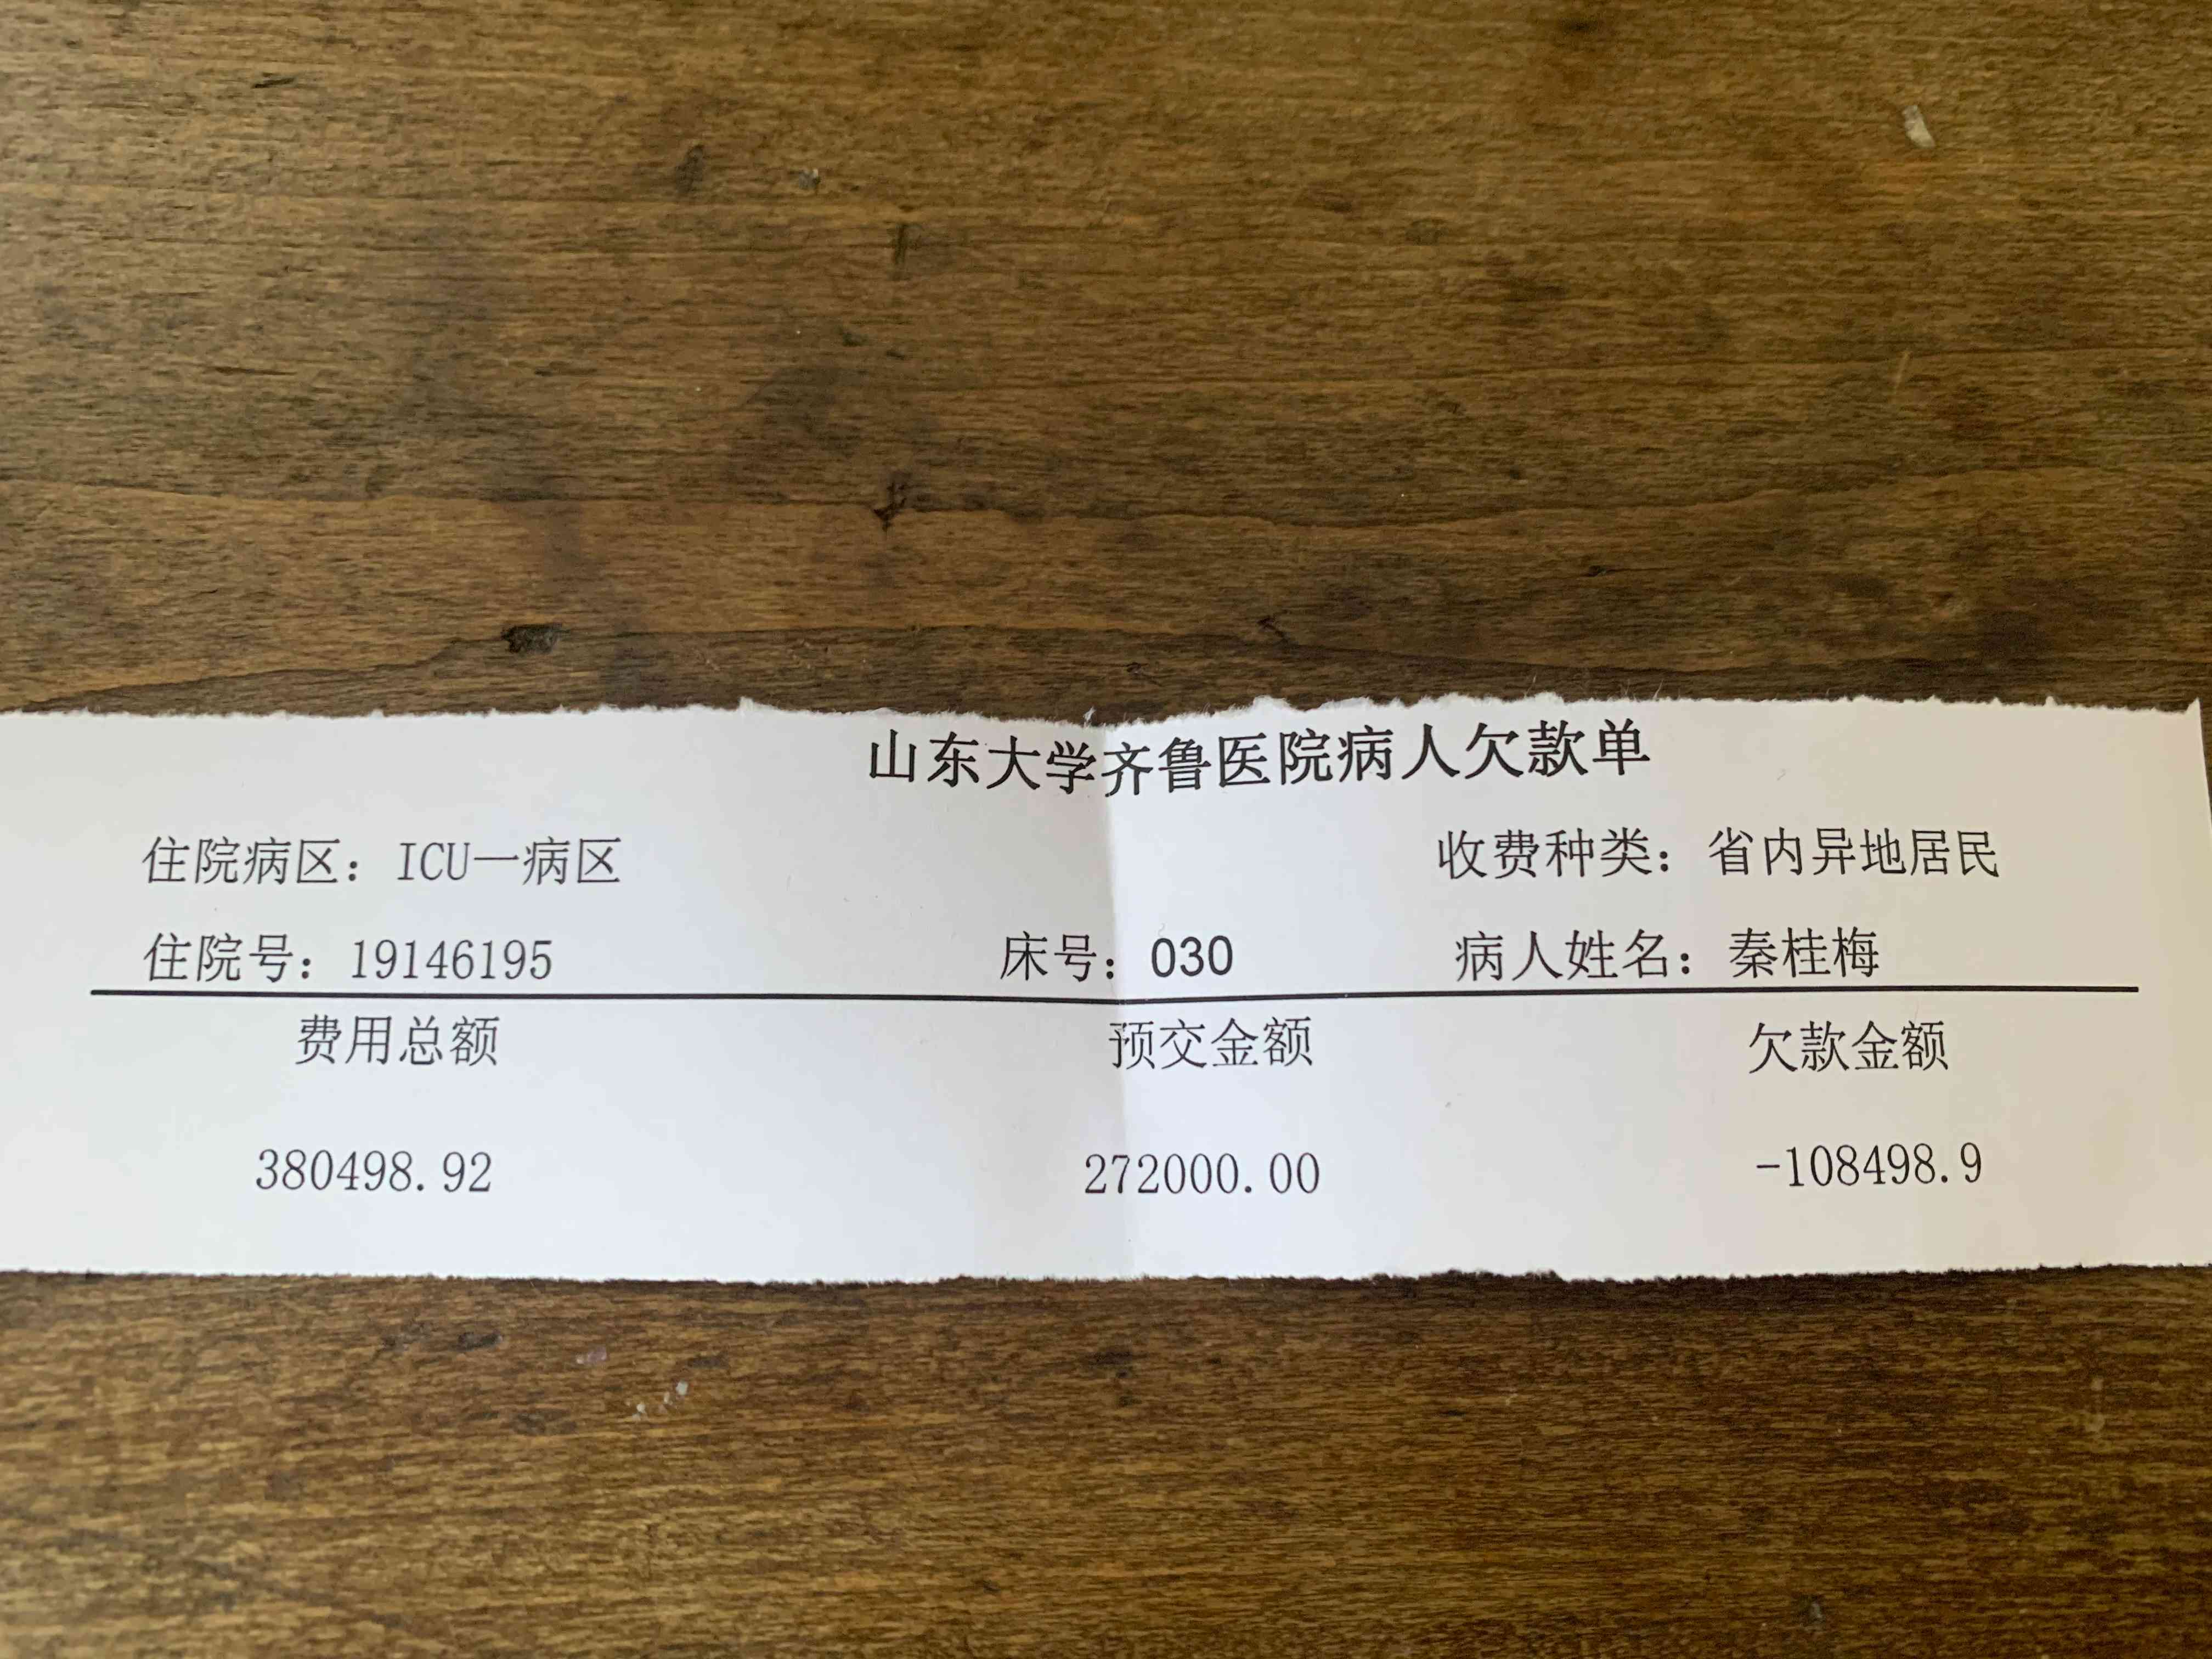 山东大学齐鲁医院病人欠款单
住院病区：ICU一病区 收费种类：省内异地居民
住院号：19146195 床号：030 病人姓名：秦桂梅
费用总额 预交金额 欠款金额
380498.92 272000.00 -108498.9